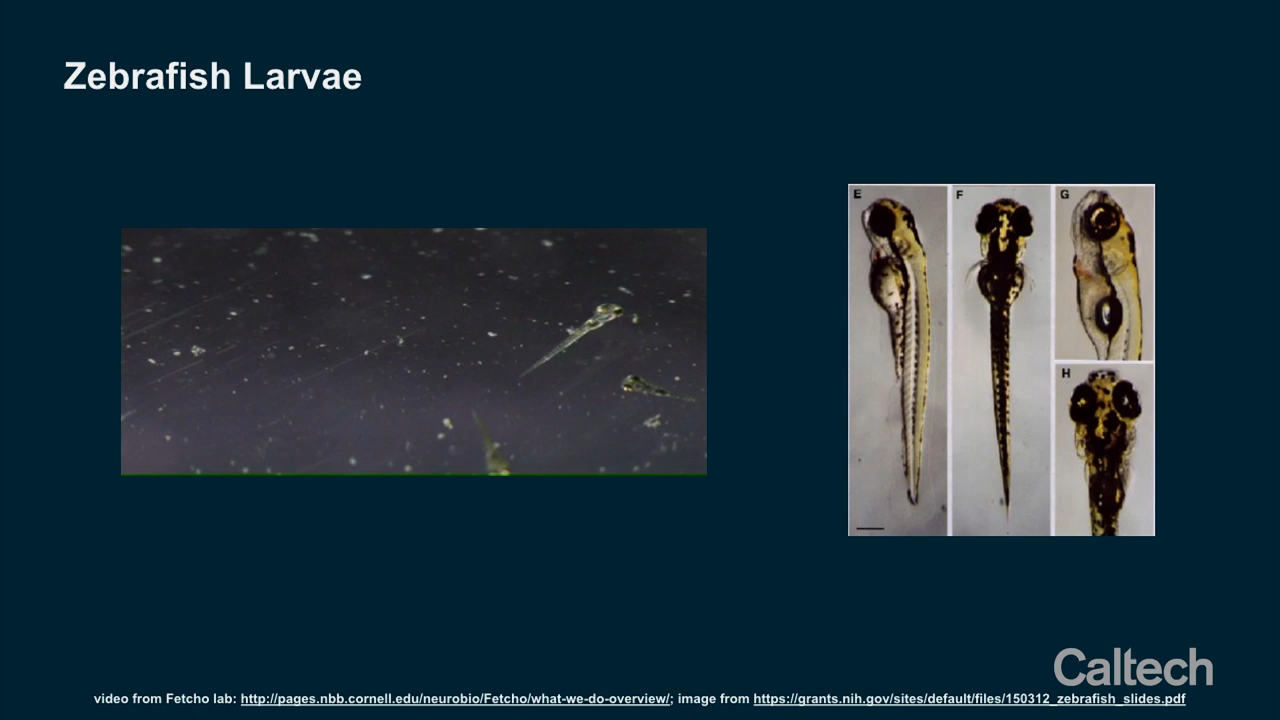 Zebrafish Larvae
E
F
G
H
Caltech
video from Fetcho lab: http://pages.nbb.cornell.edu/neurobio/Fetcho/what-we-do-overview/; image from https://grants.nih.gov/sites/default/files/150312_zebrafish_slides.pdf